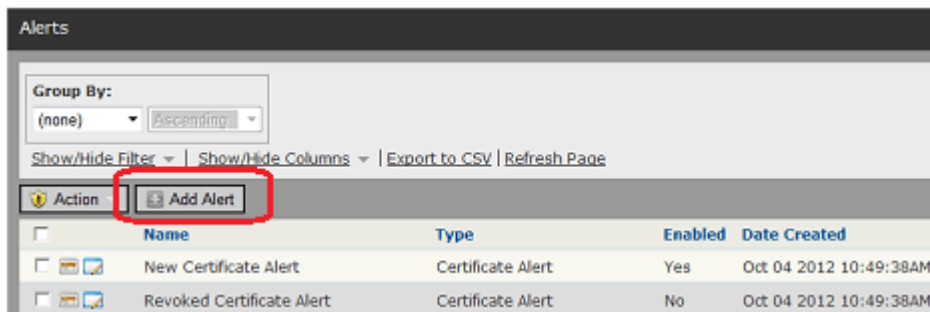 Alerts
Group By:
(none) Ascending
Show/Hide Filter | Show/Hide Columns | Export to CSV | Refresh Page
Action Add Alert
Name Type Enabled Date Created
New Certificate Alert Certificate Alert Yes Oct 04 2012 10:49:38AM
Revoked Certificate Alert Certificate Alert No Oct 04 2012 10:49:38AM